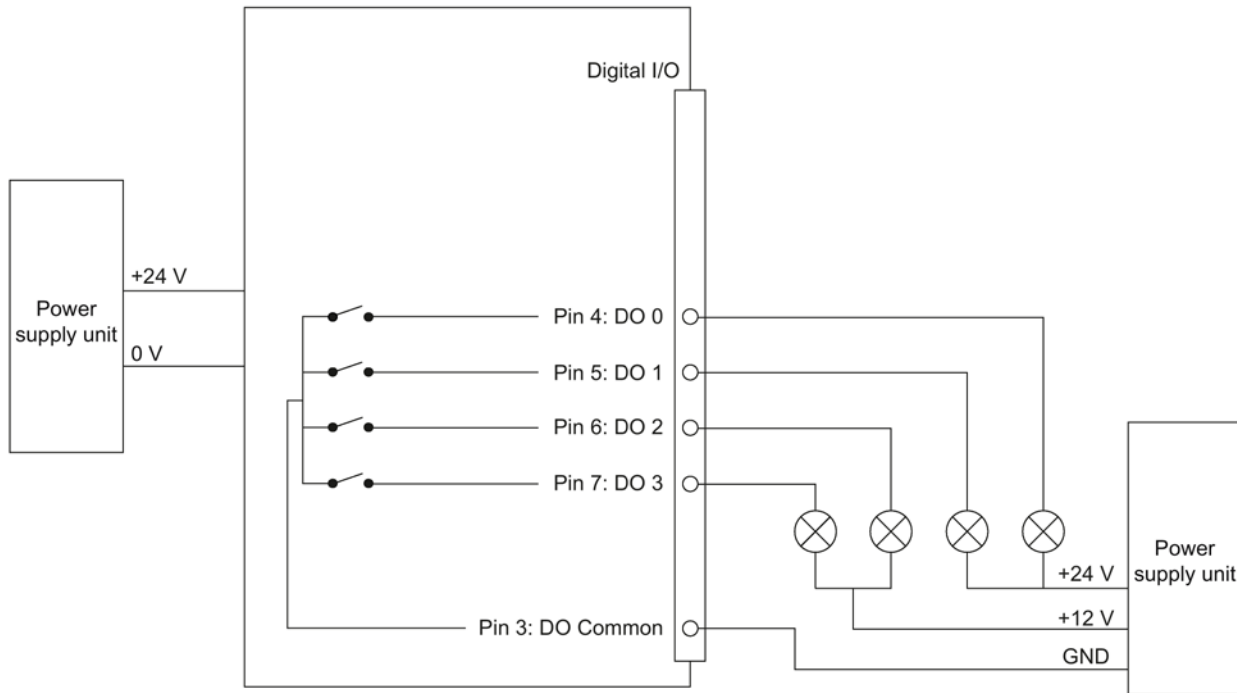 Digital I/O
+24 V
Power
supply unit
0 V
Pin 4: DO 0
Pin 5: DO 1
Pin 6: DO 2
Pin 7: DO 3
Pin 3: DO Common
Power
supply unit
+24 V
+12 V
GND